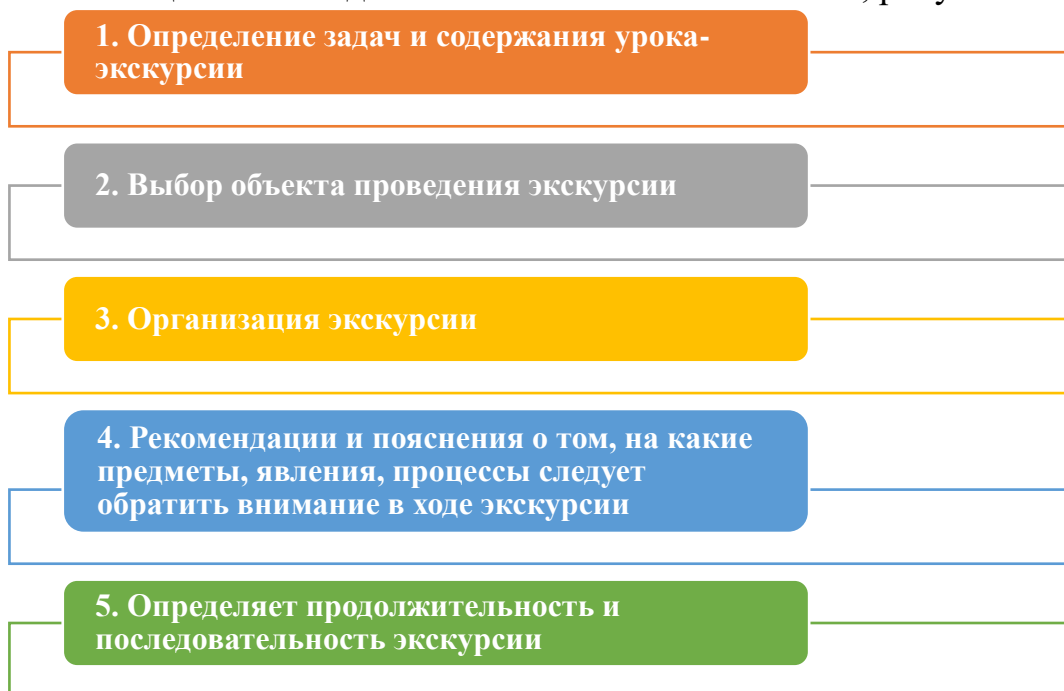 1. Определение задач и содержания урока-
экскурсии
2. Выбор объекта проведения экскурсии
3. Организация экскурсии
4. Рекомендации и пояснения о том, на какие
предметы, явления, процессы следует
обратить внимание в ходе экскурсии
5. Определяет продолжительность и
последовательность экскурсии